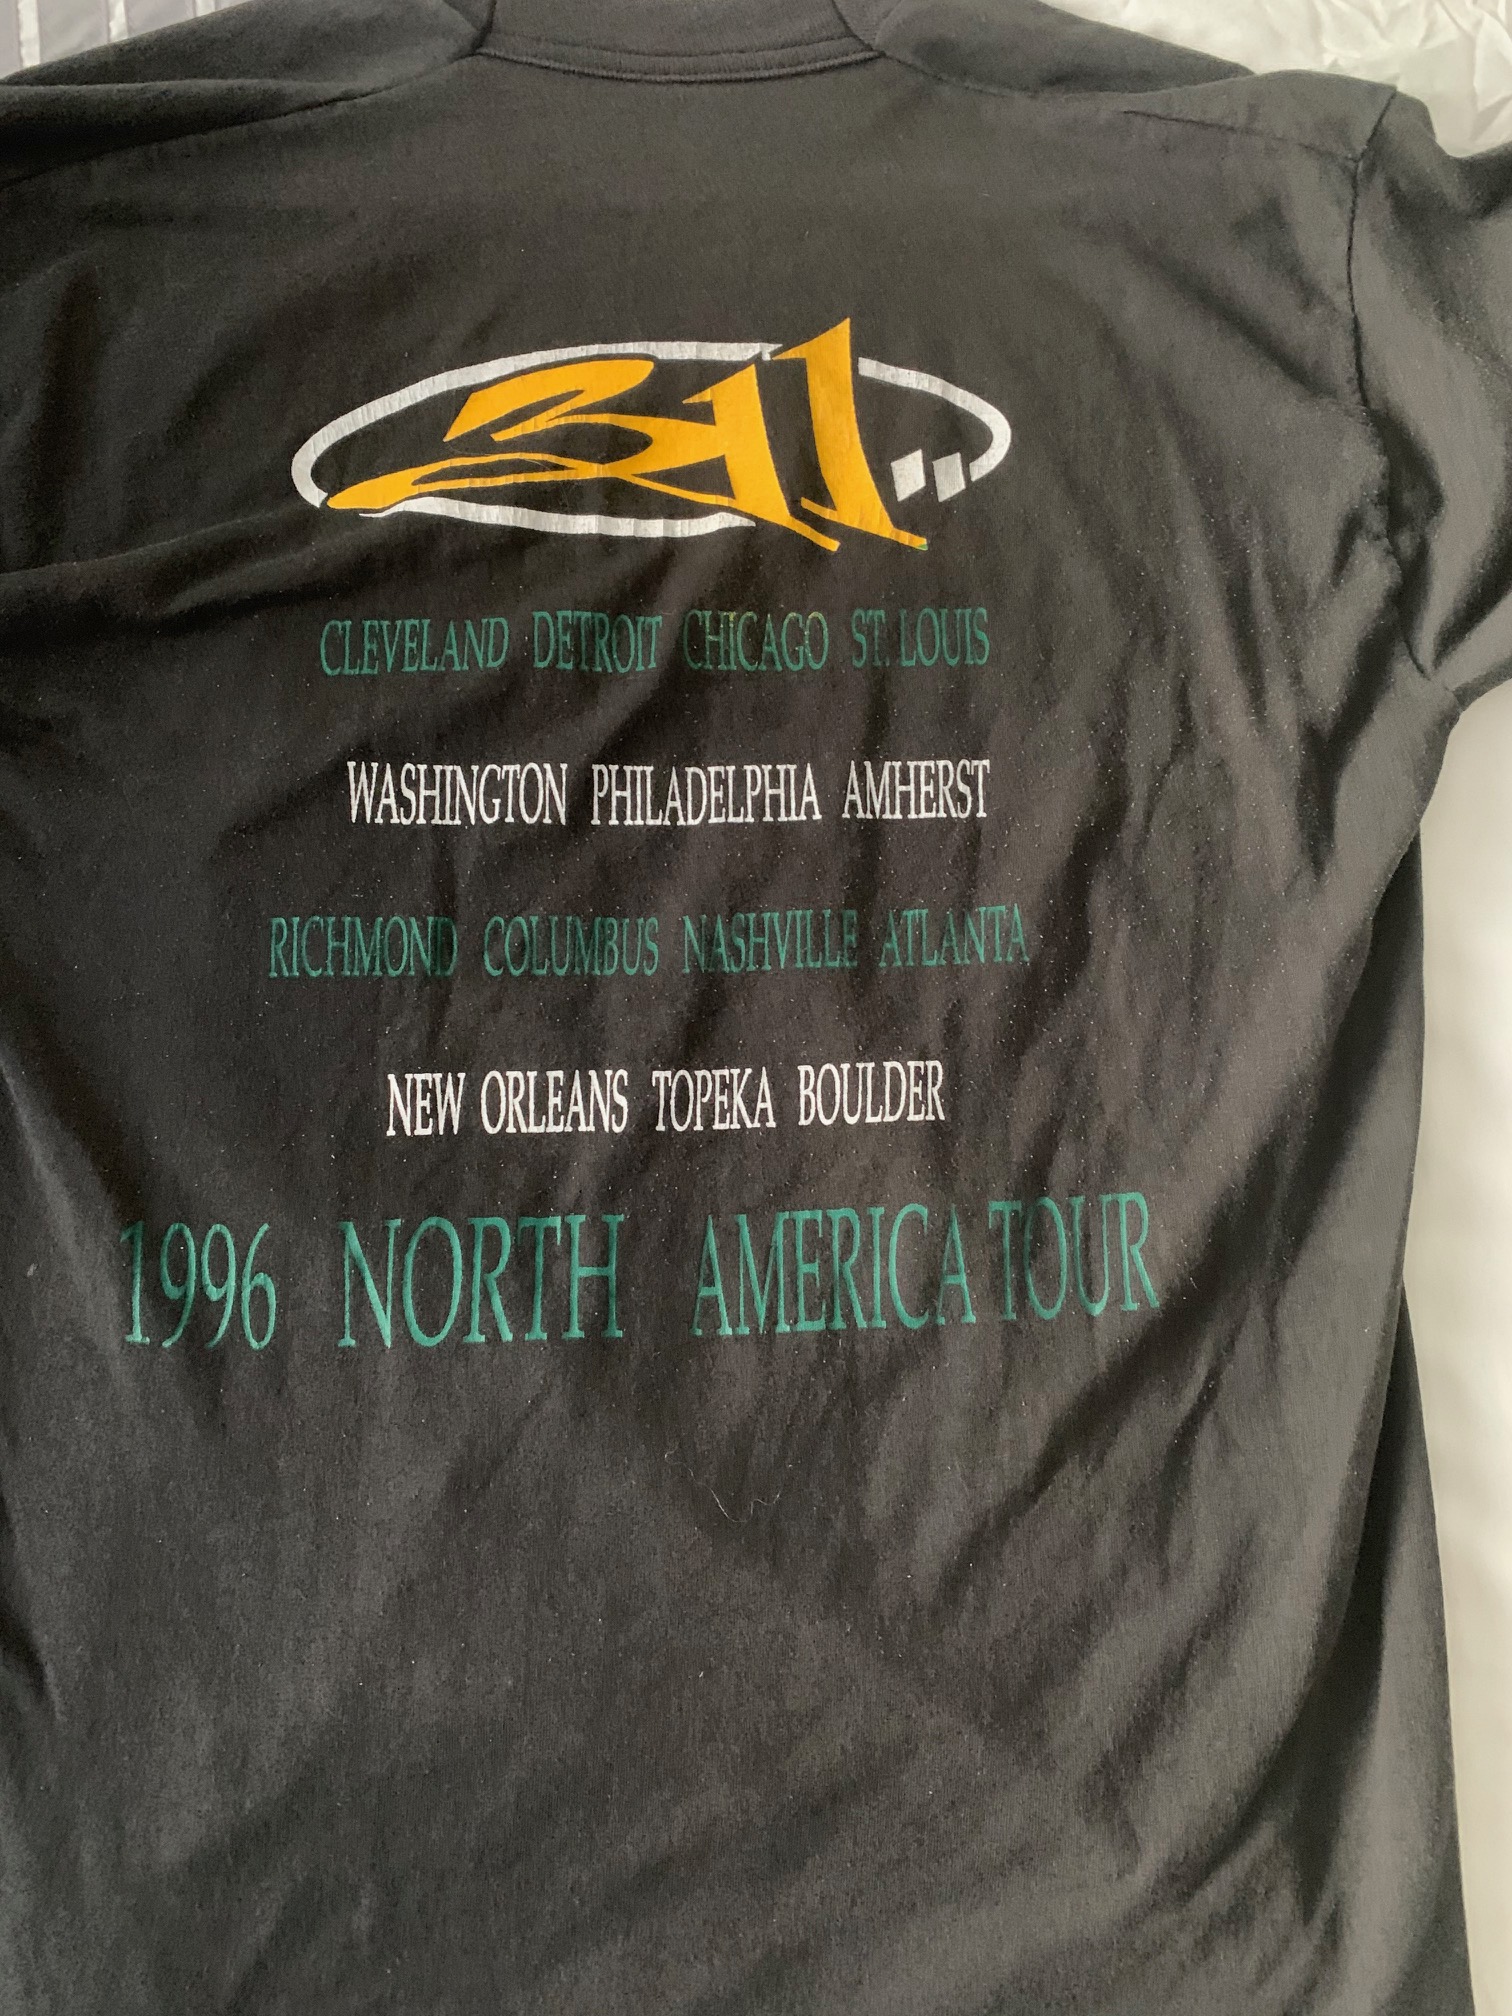 311
CLEVELAND DETROIT CHICAGO ST. LOUIS
WASHINGTON PHILADELPHIA AMHERST
RICHMOND COLUMBUS NASHVILLE ATLANTA
NEW ORLEANS TOPEKA BOULDER
1996 NORTH AMERICA TOUR